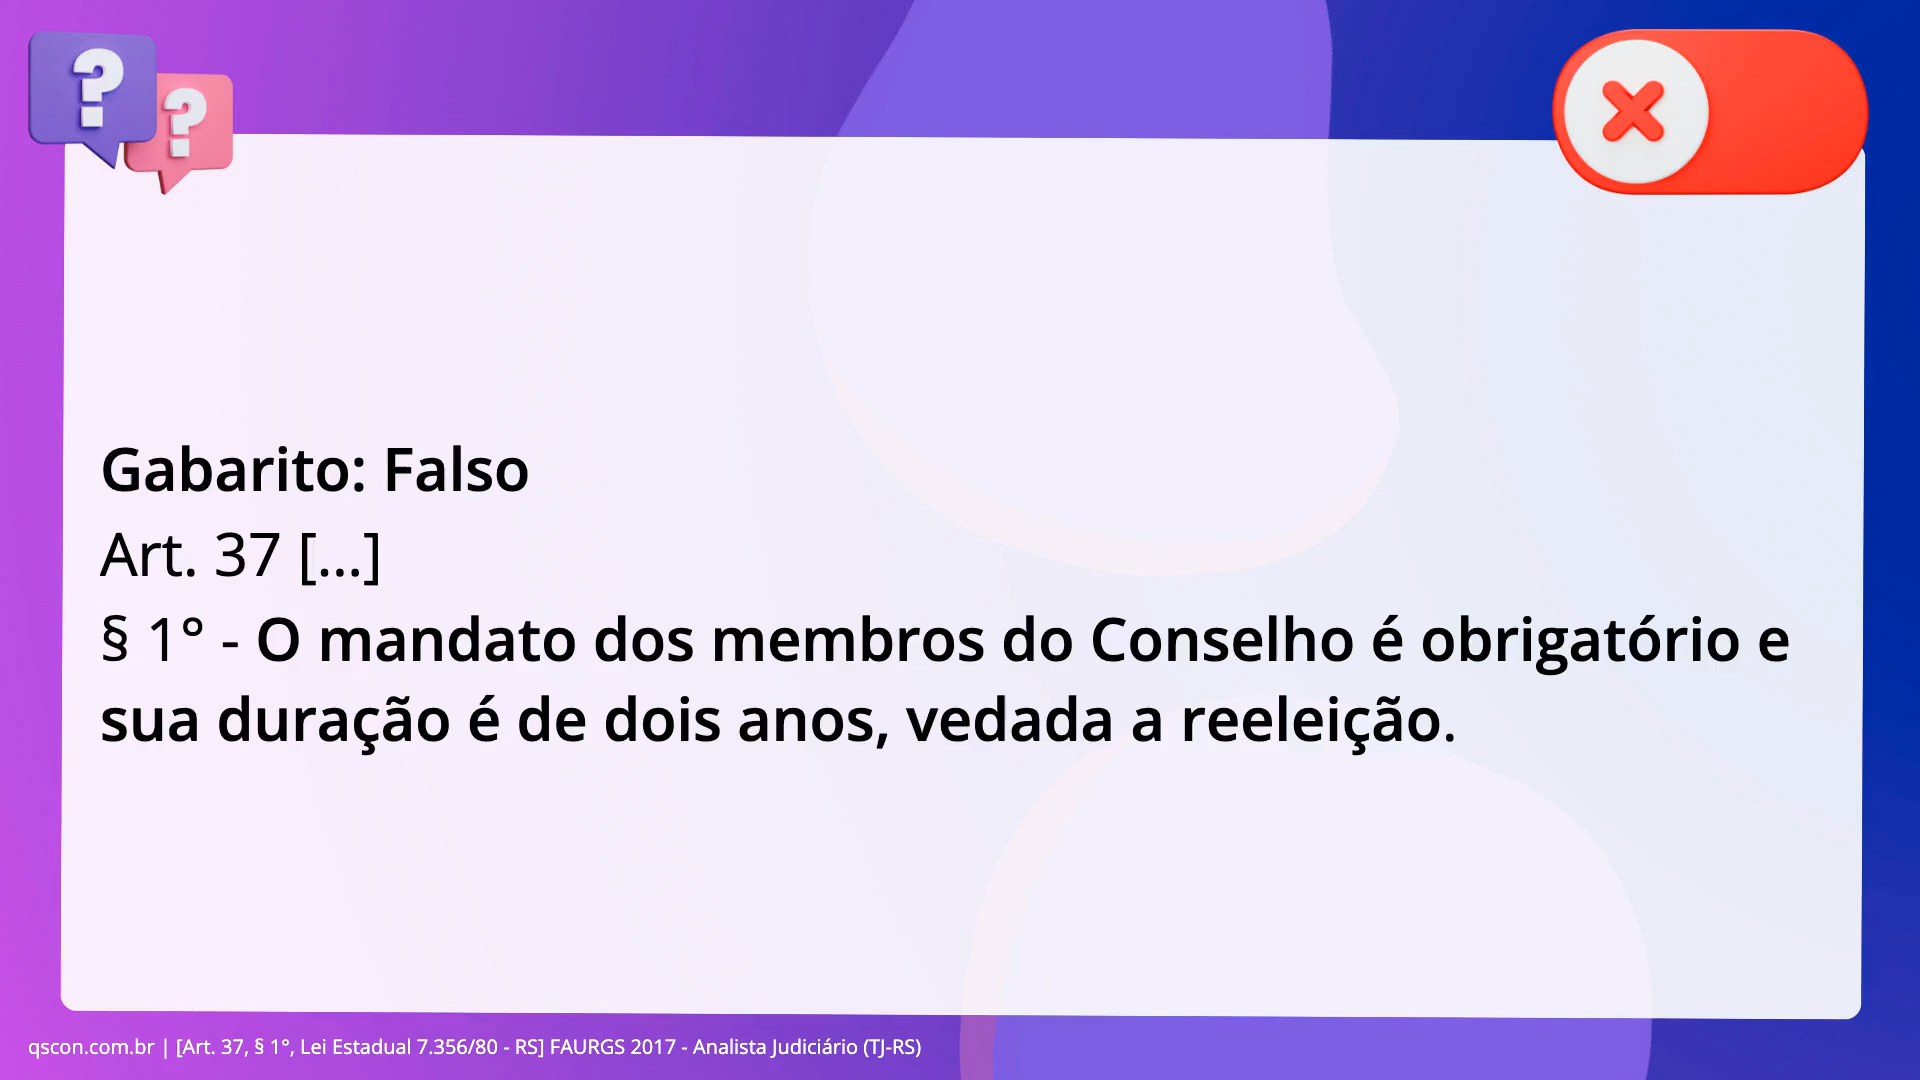 Gabarito: Falso
Art. 37 [...]
§ 1° - O mandato dos membros do Conselho é obrigatório e
sua duração é de dois anos, vedada a reeleição.
qscon.com.br | [Art. 37, § 1°, Lei Estadual 7.356/80 - RS] FAURGS 2017 - Analista Judiciário (TJ-RS)